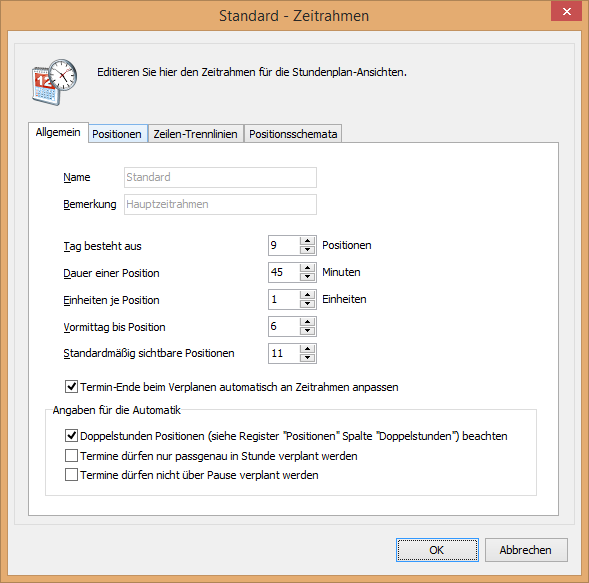 Standard - Zeitrahmen
12
Editieren Sie hier den Zeitrahmen für die Stundenplan-Ansichten.
Allgemein Positionen Zeilen-Trennlinien Positionsschemata
Name Standard
Bemerkung Hauptzeitrahmen
Tag besteht aus 9 Positionen
Dauer einer Position 45 Minuten
Einheiten je Position 1 Einheiten
Vormittag bis Position 6
Standardmäßig sichtbare Positionen 11
Termin-Ende beim Verplanen automatisch an Zeitrahmen anpassen
Angaben für die Automatik
Doppelstunden Positionen (siehe Register "Positionen" Spalte "Doppelstunden") beachten
Termine dürfen nur passgenau in Stunde verplant werden
Termine dürfen nicht über Pause verplant werden
OK Abbrechen